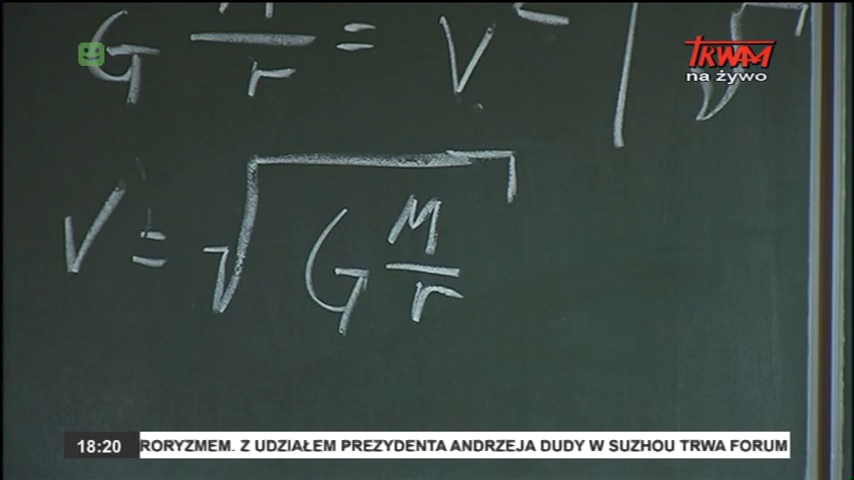 G M/r = V² | √
TRWAM
na żywo
V = √(G M/r)
18:20 RORYZMEM. Z UDZIAŁEM PREZYDENTA ANDRZEJA DUDY W SUZHOU TRWA FORUM